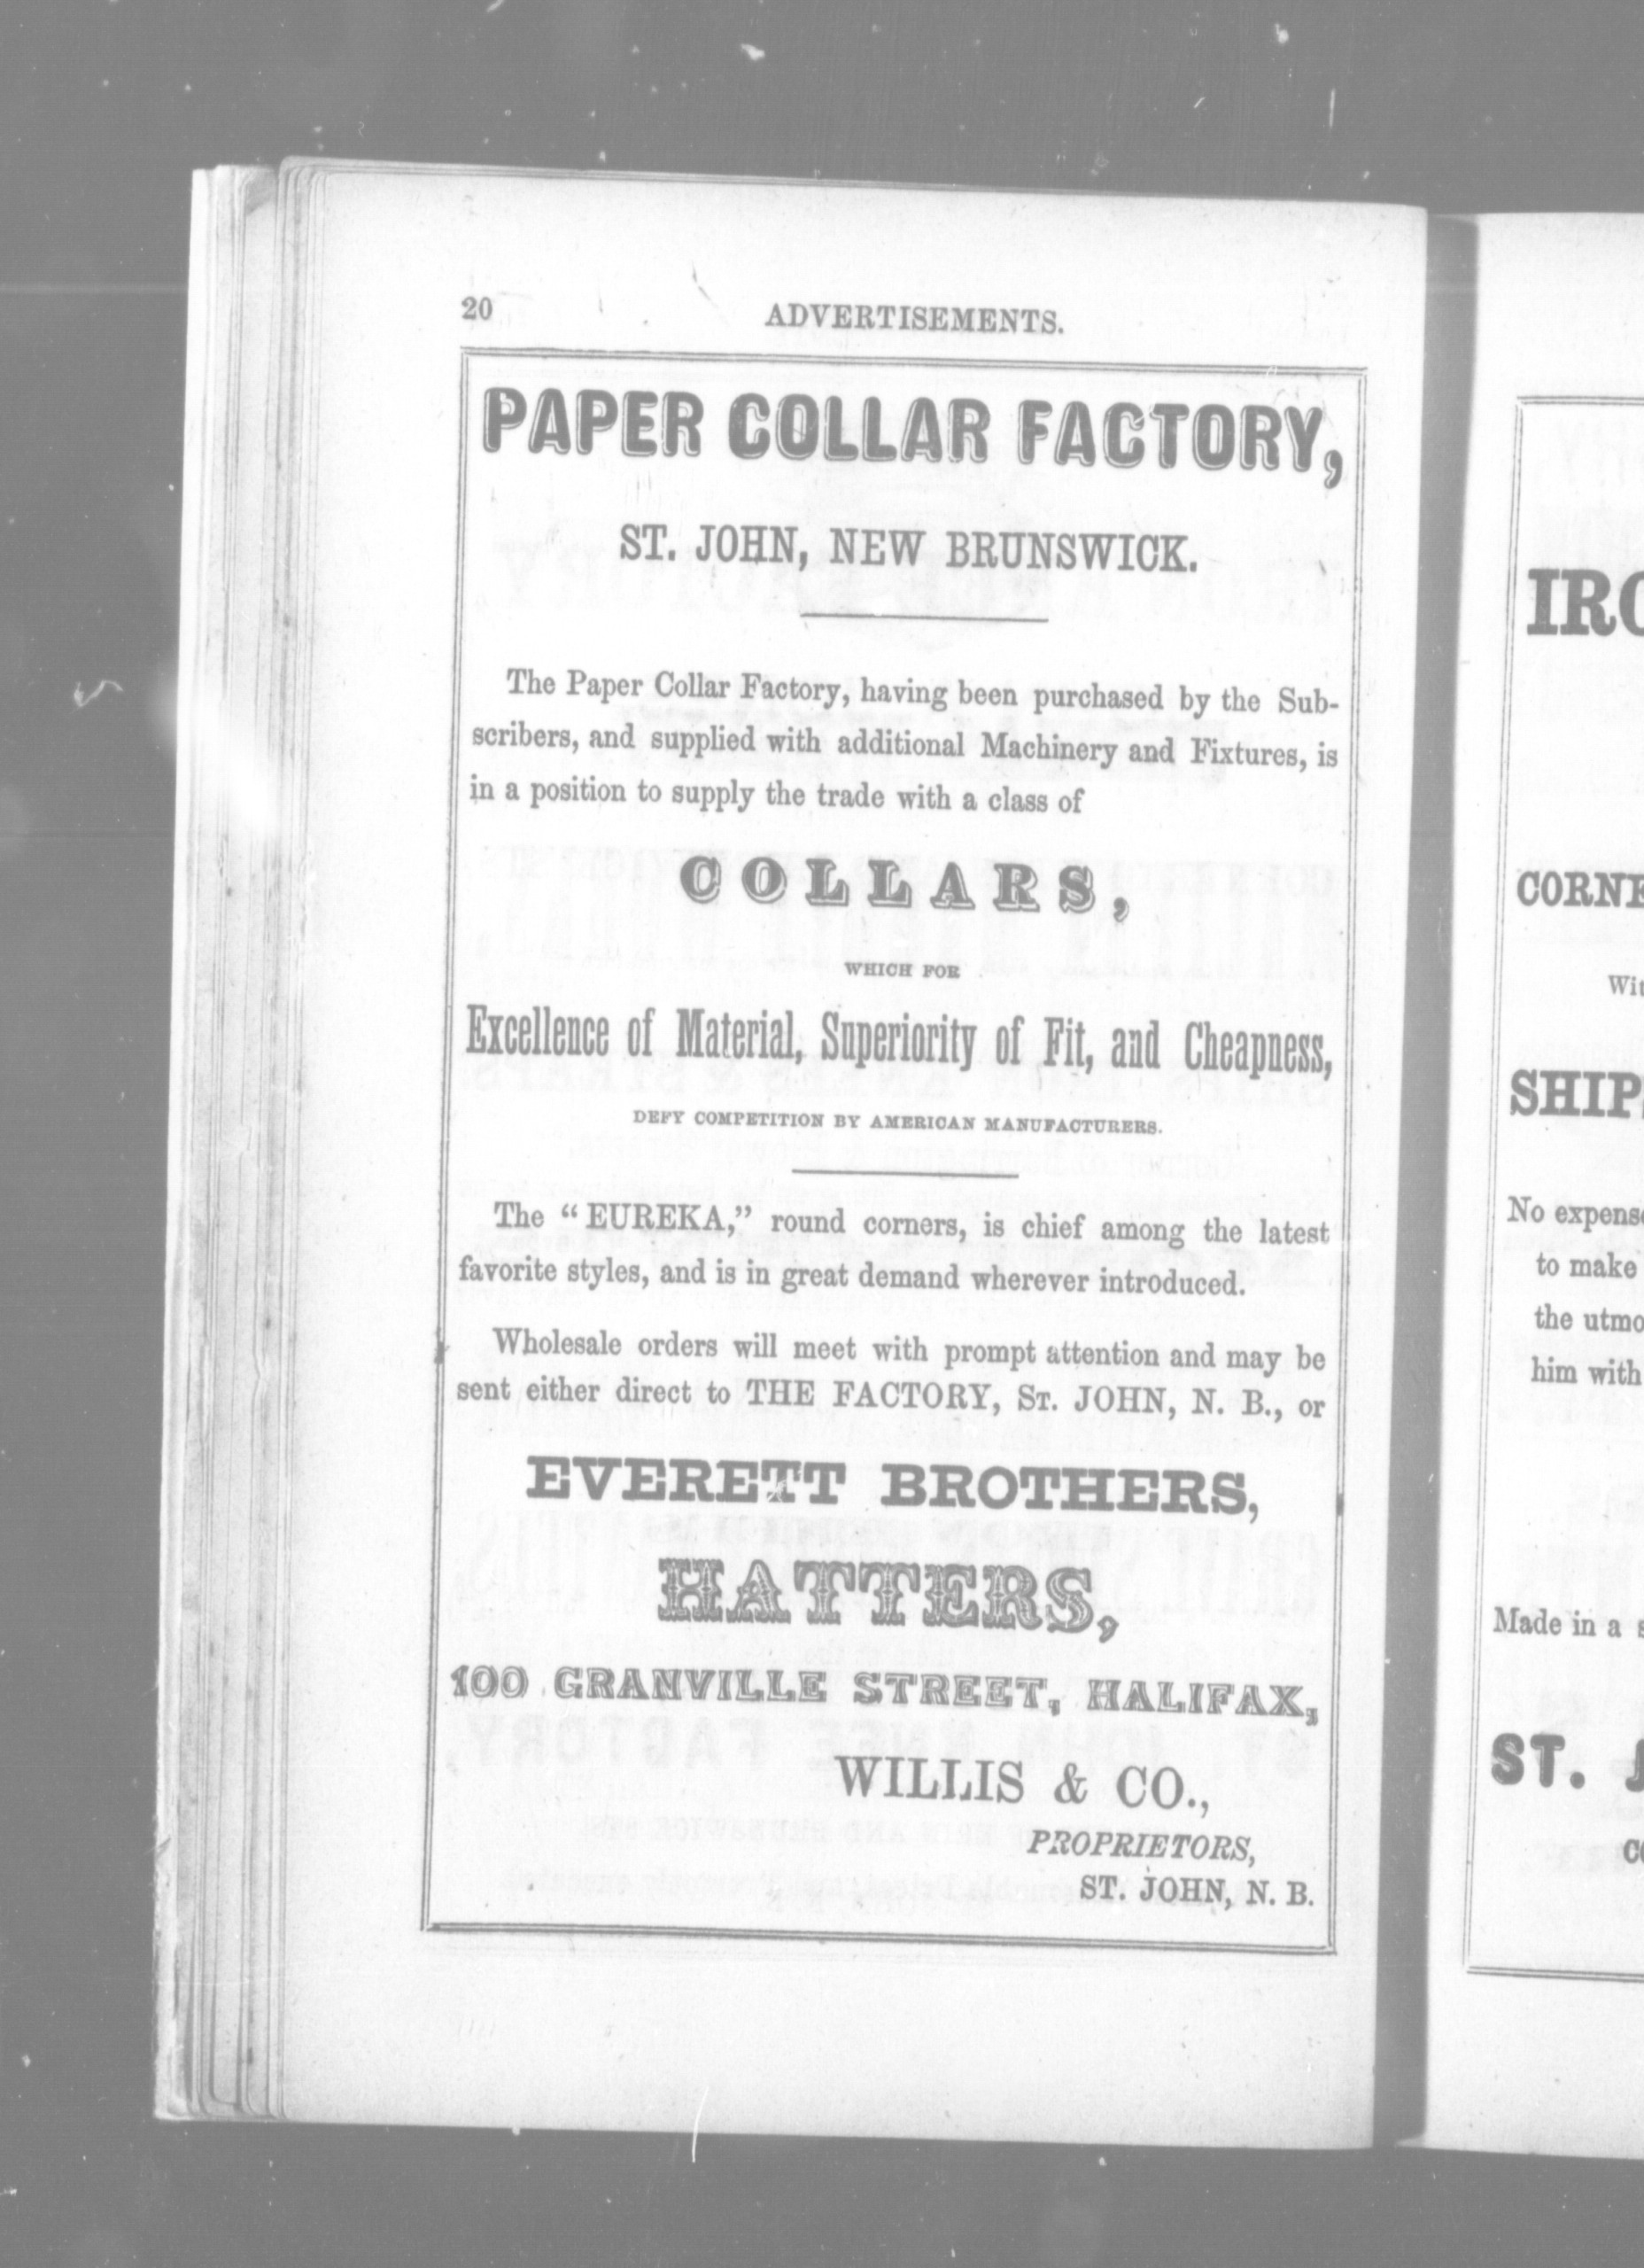 20 ADVERTISEMENTS.
PAPER COLLAR FACTORY,
ST. JOHN, NEW BRUNSWICK.
The Paper Collar Factory, having been purchased by the Sub-
scribers, and supplied with additional Machinery and Fixtures, is
in a position to supply the trade with a class of
COLLARS,
WHICH FOR
Excellence of Material, Superiority of Fit, and Cheapness,
DEFY COMPETITION BY AMERICAN MANUFACTURERS.
The "EUREKA," round corners, is chief among the latest
favorite styles, and is in great demand wherever introduced.
Wholesale orders will meet with prompt attention and may be
sent either direct to THE FACTORY, ST. JOHN, N. B., or
EVERETT BROTHERS,
HATTERS,
100 GRANVILLE STREET, HALIFAX,
WILLIS & CO.,
PROPRIETORS,
ST. JOHN, N. B.
No expense
to make
the
him with
Made in a
ST.